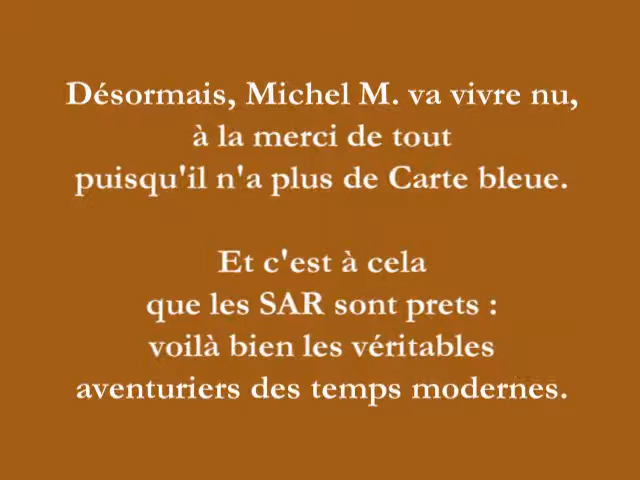 Désormais, Michel M. va vivre nu,
à la merci de tout
puisqu'il n'a plus de Carte bleue.
Et c'est à cela
que les SAR sont prets :
voilà bien les véritables
aventuriers des temps modernes.